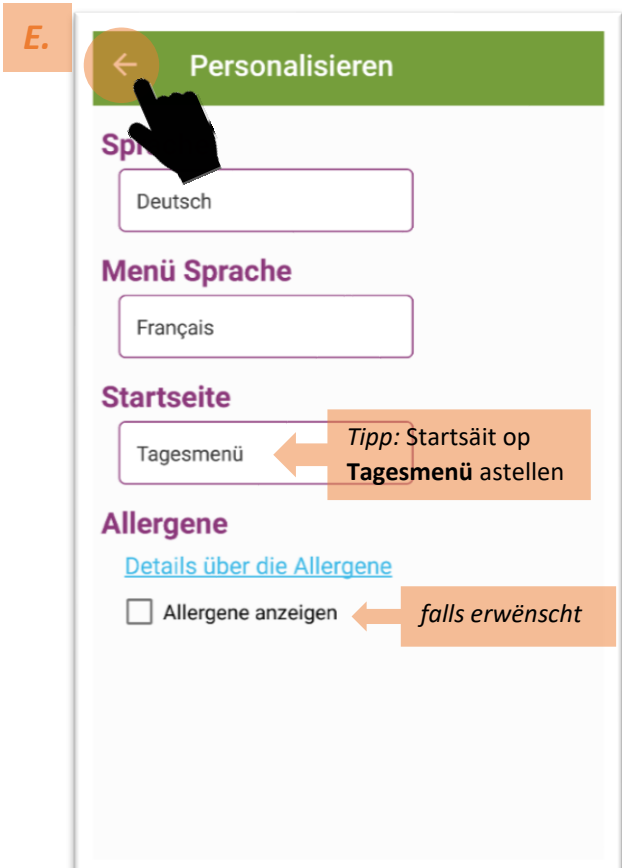 E.
Personalisieren
Deutsch
Menü Sprache
Français
Startseite
Tagesmenü
Tipp: Startsäit op
Tagesmenü astellen
Allergene
Details über die Allergene
Allergene anzeigen
falls erwënscht